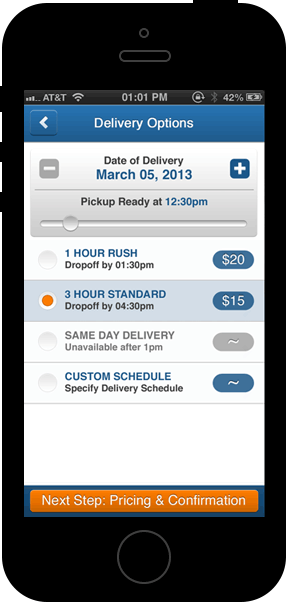 AT&T 01:01 PM 42%
Delivery Options
Date of Delivery
March 05, 2013
Pickup Ready at 12:30pm
1 HOUR RUSH $20
Dropoff by 01:30pm
3 HOUR STANDARD $15
Dropoff by 04:30pm
SAME DAY DELIVERY ~
Unavailable after 1pm
CUSTOM SCHEDULE ~
Specify Delivery Schedule
Next Step: Pricing & Confirmation